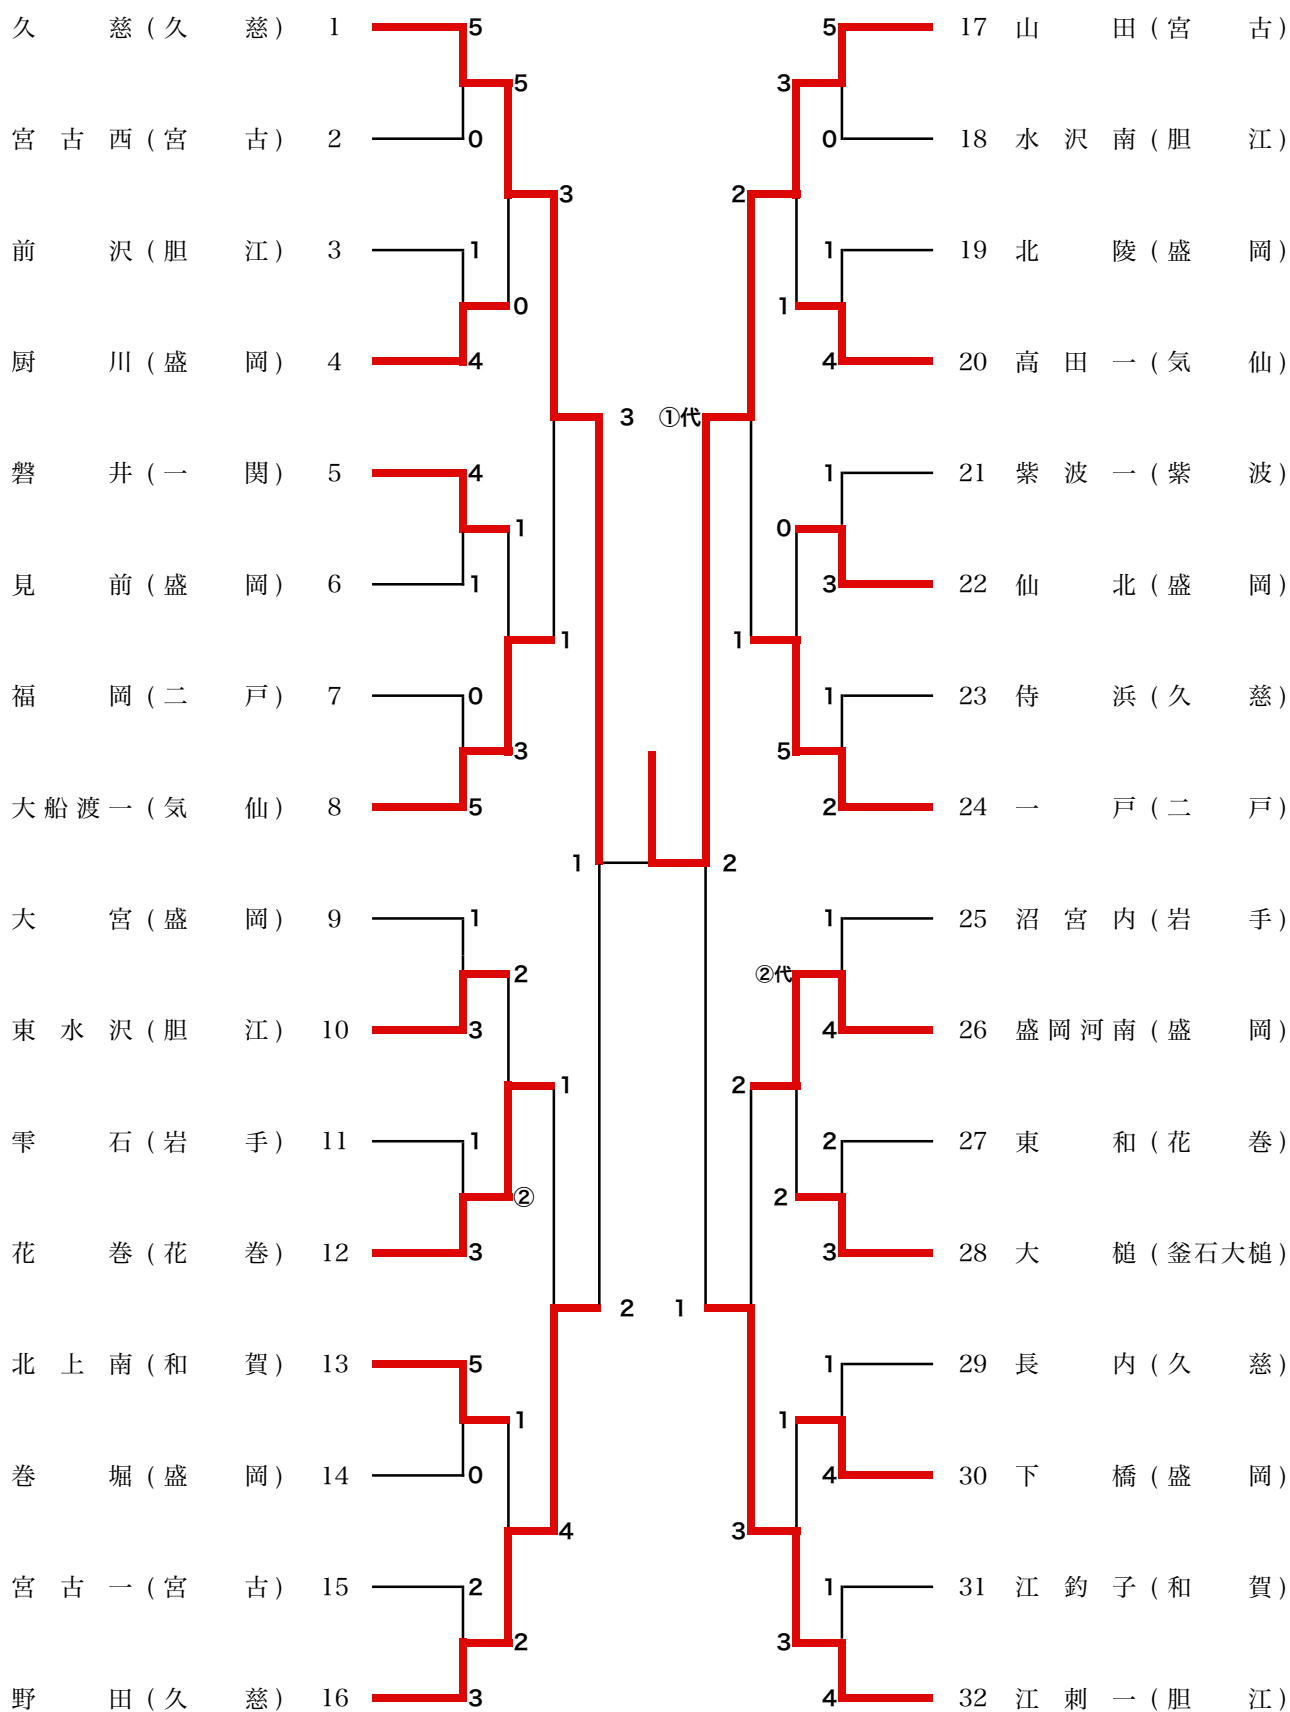 久慈(久慈) 1 5 5 17 山田(宮古)
5 3
宮古西(宮古) 2 0 0 18 水沢南(胆江)
3 2
前沢(胆江) 3 1 1 19 北陵(盛岡)
0 1
厨川(盛岡) 4 4 4 20 高田一(気仙)
3 ①代
磐井(一関) 5 4 1 21 紫波一(紫波)
1 0
見前(盛岡) 6 1 3 22 仙北(盛岡)
1 1
福岡(二戸) 7 0 1 23 侍浜(久慈)
3 5
大船渡一(気仙) 8 5 2 24 一戸(二戸)
1 2
大宮(盛岡) 9 1 1 25 沼宮内(岩手)
2 ②代
東水沢(胆江) 10 3 4 26 盛岡河南(盛岡)
1 2
雫石(岩手) 11 1 2 27 東和(花巻)
② 2
花巻(花巻) 12 3 3 28 大槌(釜石大槌)
2 1
北上南(和賀) 13 5 1 29 長内(久慈)
1 1
巻堀(盛岡) 14 0 4 30 下橋(盛岡)
4 3
宮古一(宮古) 15 2 1 31 江釣子(和賀)
2 3
野田(久慈) 16 3 4 32 江刺一(胆江)